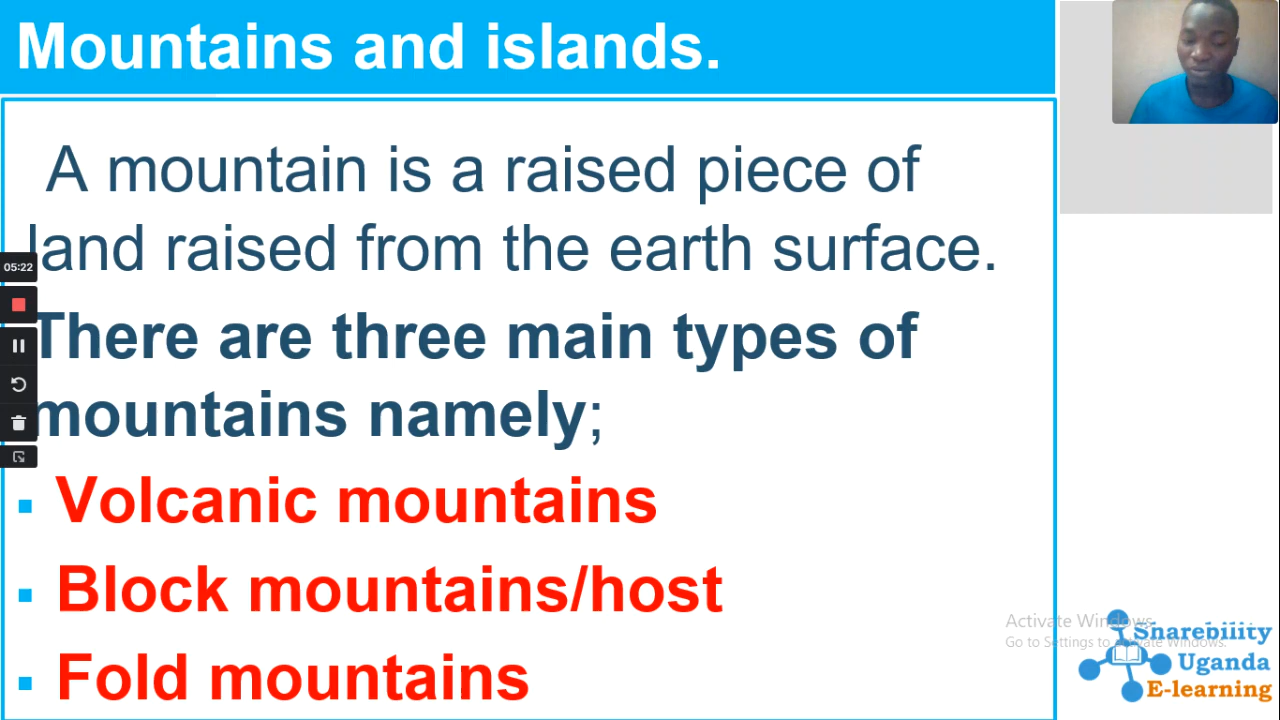 Mountains and islands.
A mountain is a raised piece of
land raised from the earth surface.
05:22
There are three main types of
mountains namely;
▪ Volcanic mountains
▪ Block mountains/host
▪ Fold mountains
Activate Windows
Go to Settings to activate Windows.
Sharebility
Uganda
E-learning